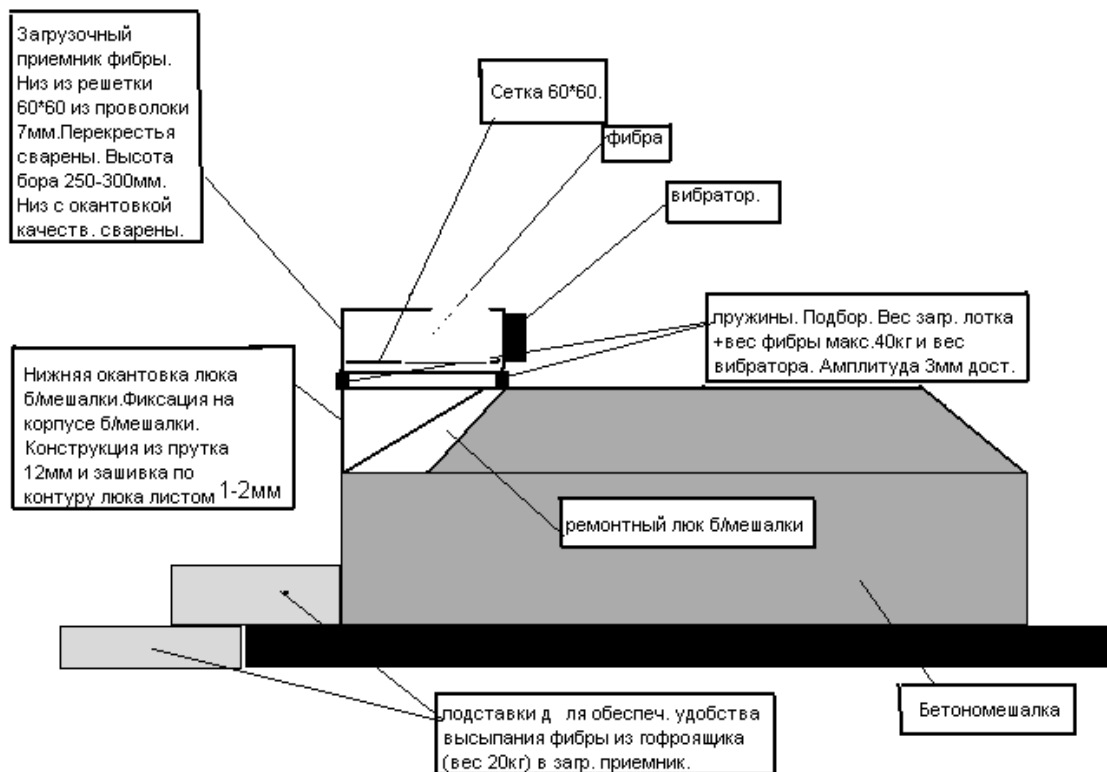 Загрузочный
приемник фибры.
Низ из решетки
60*60 из проволоки
7мм.Перекрестья
сварены. Высота
бора 250-300мм.
Низ с окантовкой
качеств. сварены.
Сетка 60*60.
фибра
вибратор.
пружины. Подбор. Вес загр. лотка
+вес фибры макс.40кг и вес
вибратора. Амплитуда 3мм дост.
Нижняя окантовка люка
б/мешалки.Фиксация на
корпусе б/мешалки.
Конструкция из прутка
12мм и зашивка по
контуру люка листом 1-2мм
ремонтный люк б/мешалки
Бетономешалка
подставки д ля обеспеч. удобства
высыпания фибры из гофроящика
(вес 20кг) в загр. приемник.